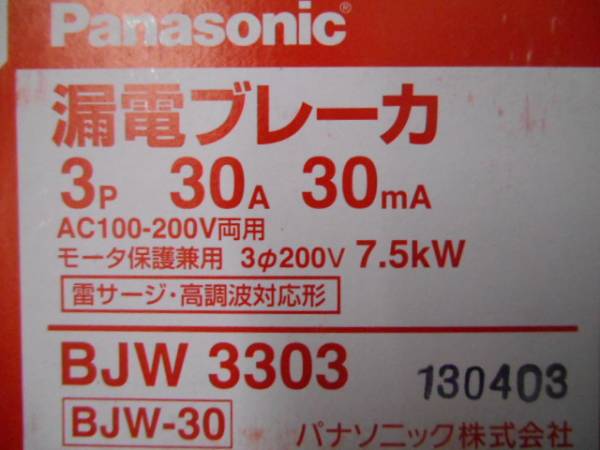 Panasonic®
漏電ブレーカ
3P 30A 30mA
AC100-200V両用
モータ保護兼用 3φ200V 7.5kW
雷サージ・高調波対応形
BJW 3303 130403
BJW-30 パナソニック株式会社